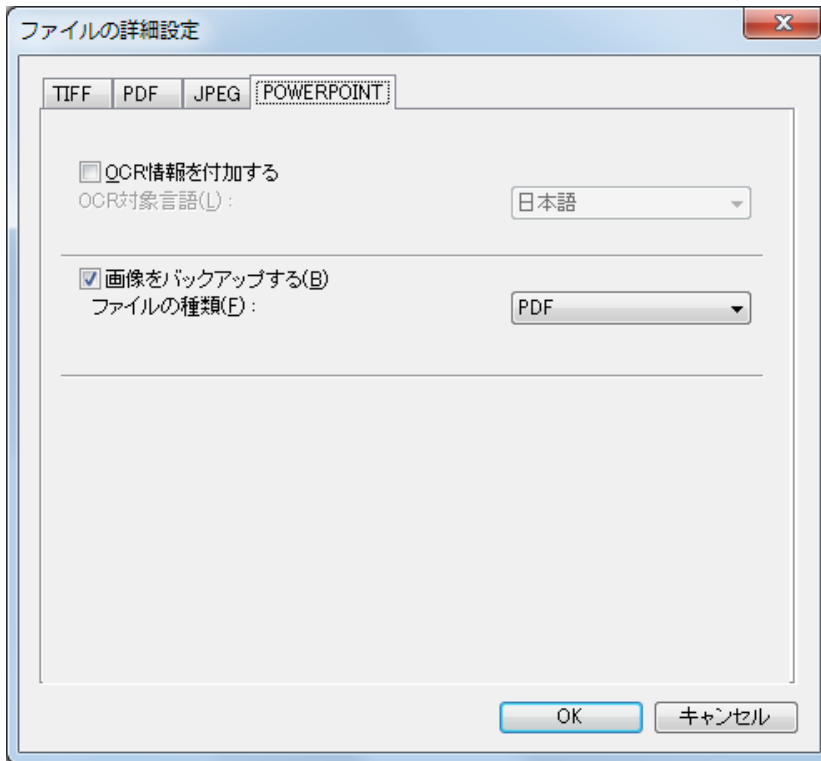 ファイルの詳細設定
TIFF PDF JPEG POWERPOINT
OCR情報を付加する
OCR対象言語(L): 日本語
画像をバックアップする(B)
ファイルの種類(F): PDF
OK キャンセル